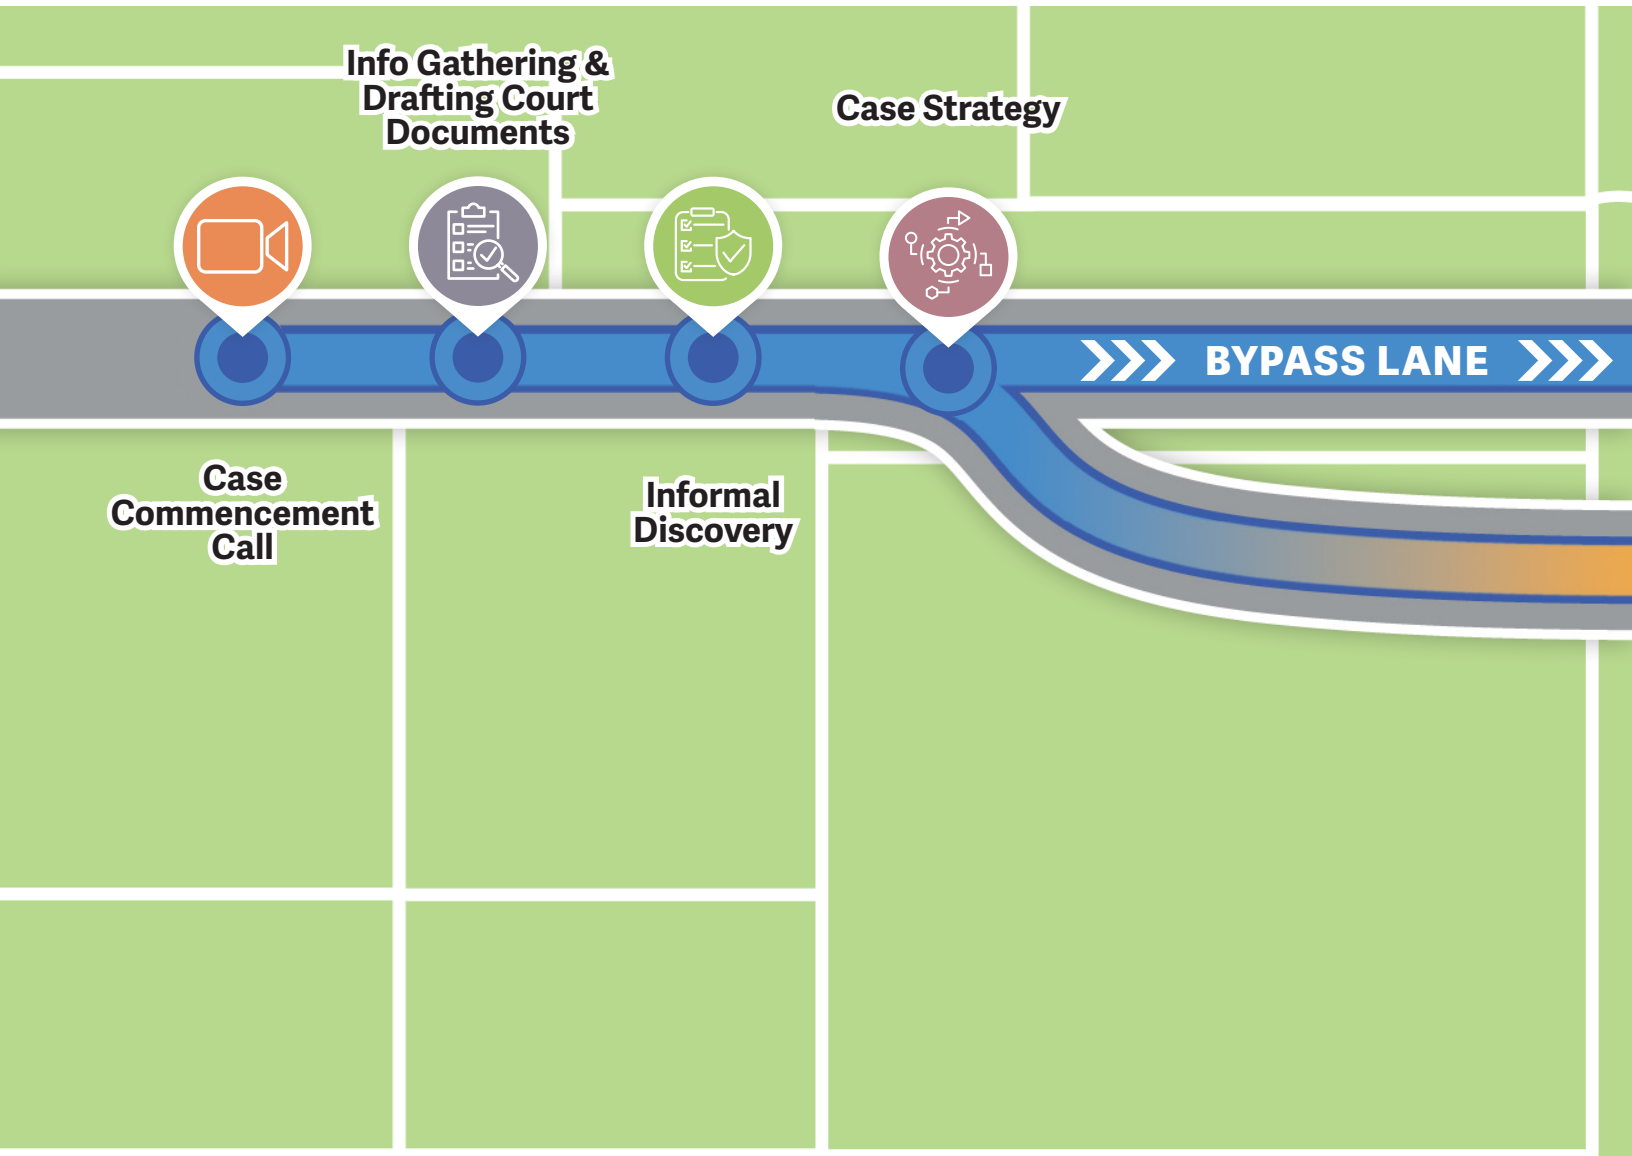 Info Gathering &
Drafting Court
Documents
Case Strategy
BYPASS LANE
Case
Commencement
Call
Informal
Discovery